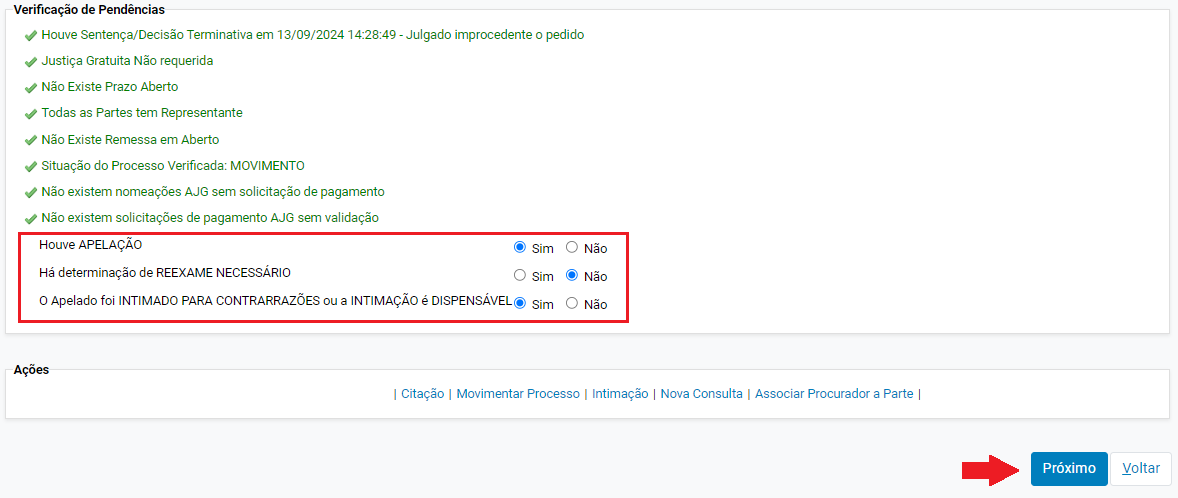 Verificação de Pendências
Houve Sentença/Decisão Terminativa em 13/09/2024 14:28:49 - Julgado improcedente o pedido
Justiça Gratuita Não requerida
Não Existe Prazo Aberto
Todas as Partes tem Representante
Não Existe Remessa em Aberto
Situação do Processo Verificada: MOVIMENTO
Não existem nomeações AJG sem solicitação de pagamento
Não existem solicitações de pagamento AJG sem validação
Houve APELAÇÃO Sim Não
Há determinação de REEXAME NECESSÁRIO Sim Não
O Apelado foi INTIMADO PARA CONTRARRAZÕES ou a INTIMAÇÃO é DISPENSÁVEL Sim Não
Ações
| Citação | Movimentar Processo | Intimação | Nova Consulta | Associar Procurador a Parte |
Próximo Voltar